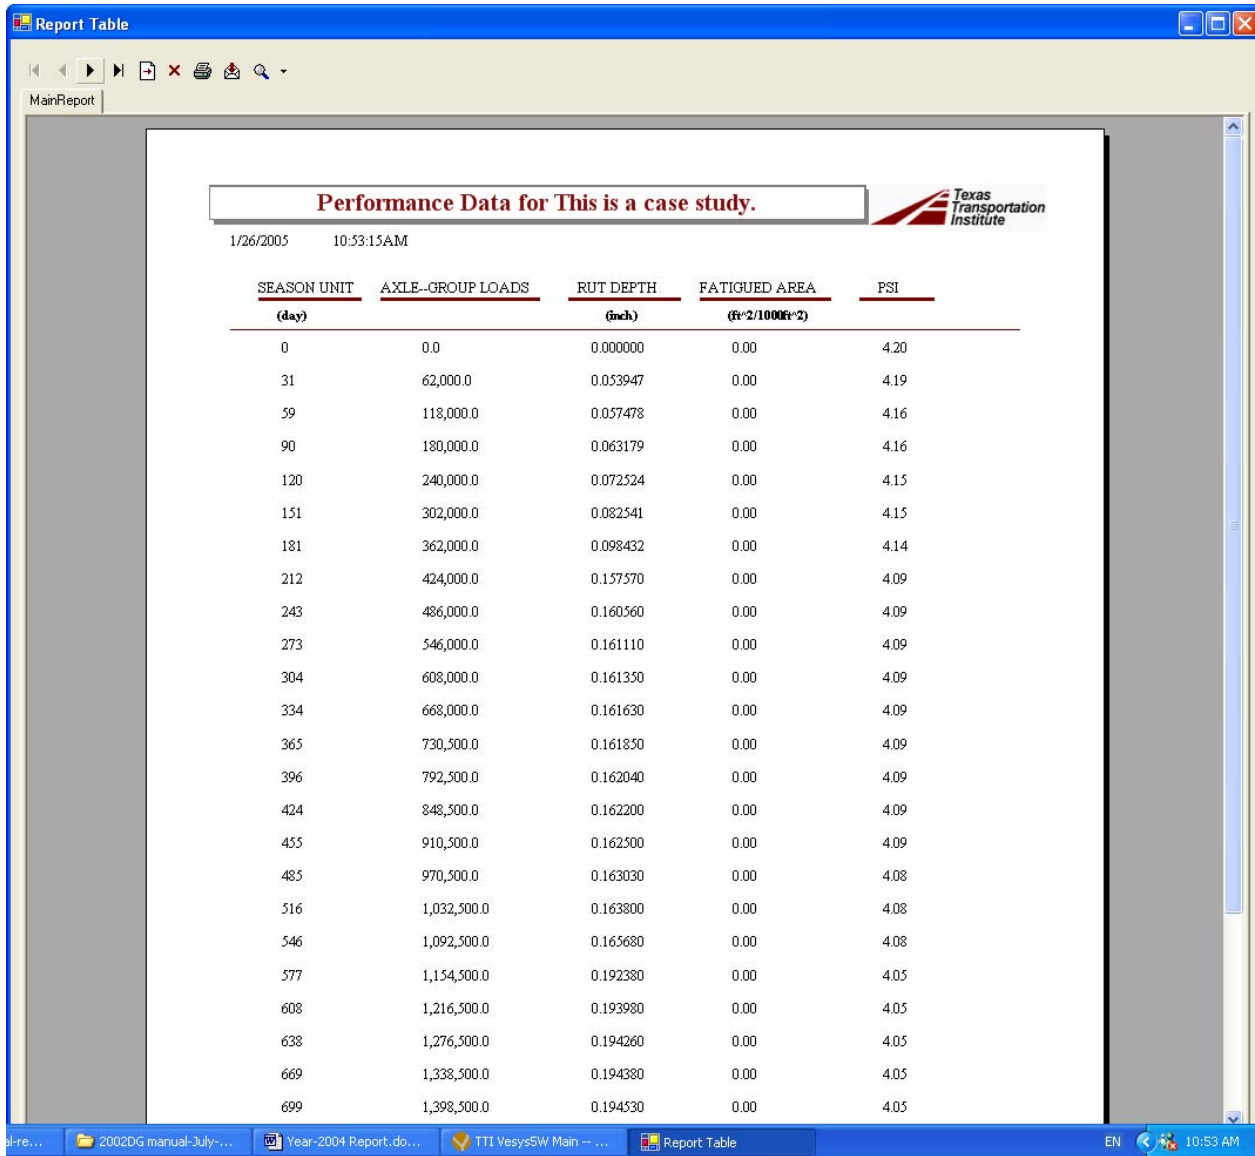 Report Table
MainReport
Performance Data for This is a case study.
Texas
Transportation
Institute
1/26/2005 10:53:15AM
SEASON UNIT AXLE--GROUP LOADS RUT DEPTH FATIGUED AREA PSI
(day) (inch) (ft^2/1000ft^2)
0 0.0 0.000000 0.00 4.20
31 62,000.0 0.053947 0.00 4.19
59 118,000.0 0.057478 0.00 4.16
90 180,000.0 0.063179 0.00 4.16
120 240,000.0 0.072524 0.00 4.15
151 302,000.0 0.082541 0.00 4.15
181 362,000.0 0.098432 0.00 4.14
212 424,000.0 0.157570 0.00 4.09
243 486,000.0 0.160560 0.00 4.09
273 546,000.0 0.161110 0.00 4.09
304 608,000.0 0.161350 0.00 4.09
334 668,000.0 0.161630 0.00 4.09
365 730,500.0 0.161850 0.00 4.09
396 792,500.0 0.162040 0.00 4.09
424 848,500.0 0.162200 0.00 4.09
455 910,500.0 0.162500 0.00 4.09
485 970,500.0 0.163030 0.00 4.08
516 1,032,500.0 0.163800 0.00 4.08
546 1,092,500.0 0.165680 0.00 4.08
577 1,154,500.0 0.192380 0.00 4.05
608 1,216,500.0 0.193980 0.00 4.05
638 1,276,500.0 0.194260 0.00 4.05
669 1,338,500.0 0.194380 0.00 4.05
699 1,398,500.0 0.194530 0.00 4.05
al-re... 2002DG manual-July-... Year-2004 Report.do... TTI Vesys5W Main -- ... Report Table EN 10:53 AM